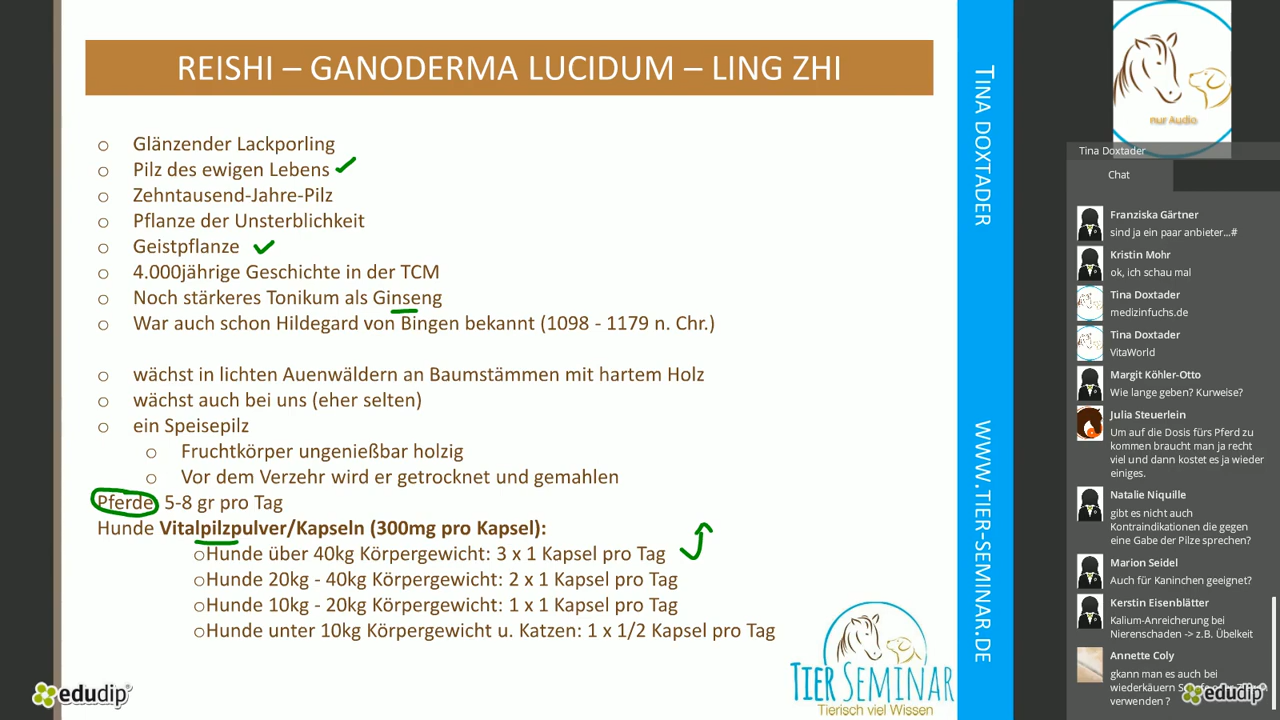 REISHI – GANODERMA LUCIDUM – LING ZHI
o Glänzender Lackporling
o Pilz des ewigen Lebens
o Zehntausend-Jahre-Pilz
o Pflanze der Unsterblichkeit
o Geistpflanze
o 4.000jährige Geschichte in der TCM
o Noch stärkeres Tonikum als Ginseng
o War auch schon Hildegard von Bingen bekannt (1098 - 1179 n. Chr.)
o wächst in lichten Auenwäldern an Baumstämmen mit hartem Holz
o wächst auch bei uns (eher selten)
o ein Speisepilz
o Fruchtkörper ungenießbar holzig
o Vor dem Verzehr wird er getrocknet und gemahlen
Pferde 5-8 gr pro Tag
Hunde Vitalpilzpulver/Kapseln (300mg pro Kapsel):
oHunde über 40kg Körpergewicht: 3 x 1 Kapsel pro Tag
oHunde 20kg - 40kg Körpergewicht: 2 x 1 Kapsel pro Tag
oHunde 10kg - 20kg Körpergewicht: 1 x 1 Kapsel pro Tag
oHunde unter 10kg Körpergewicht u. Katzen: 1 x 1/2 Kapsel pro Tag
TIER SEMINAR
Tierisch viel Wissen
edudip
TINA DOXTADER
WWW.TIER-SEMINAR.DE
nur Audio
Tina Doxtader
Chat
Franziska Gärtner
sind ja ein paar anbieter...#
Kristin Mohr
ok, ich schau mal
Tina Doxtader
medizinfuchs.de
Tina Doxtader
VitaWorld
Margit Köhler-Otto
Wie lange geben? Kurweise?
Julia Steuerlein
Um auf die Dosis fürs Pferd zu
kommen braucht man ja recht
viel und dann kostet es ja wieder
einiges.
Natalie Niquille
gibt es nicht auch
Kontraindikationen die gegen
eine Gabe der Pilze sprechen?
Marion Seidel
Auch für Kaninchen geeignet?
Kerstin Eisenblätter
Kalium-Anreicherung bei
Nierenschaden -> z.B. Übelkeit
Annette Coly
gkann man es auch bei
wiederkäuern
verwenden ?
edudip